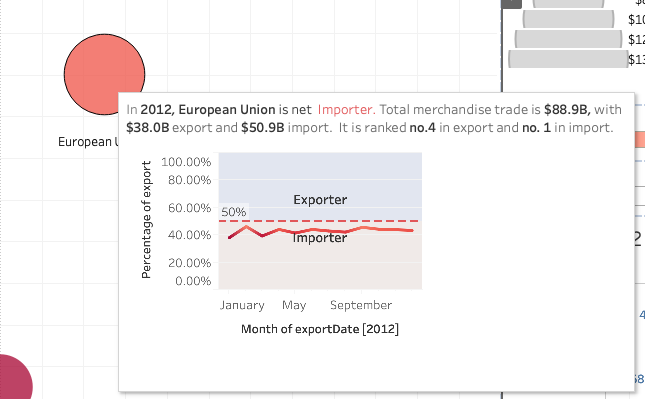 $10
$12
$13
European U
In 2012, European Union is net Importer. Total merchandise trade is $88.9B, with
$38.0B export and $50.9B import. It is ranked no.4 in export and no. 1 in import.
Percentage of export
100.00%
80.00%
60.00%
40.00%
20.00%
0.00%
50%
Exporter
Importer
January May September
Month of exportDate [2012]
2
4
58